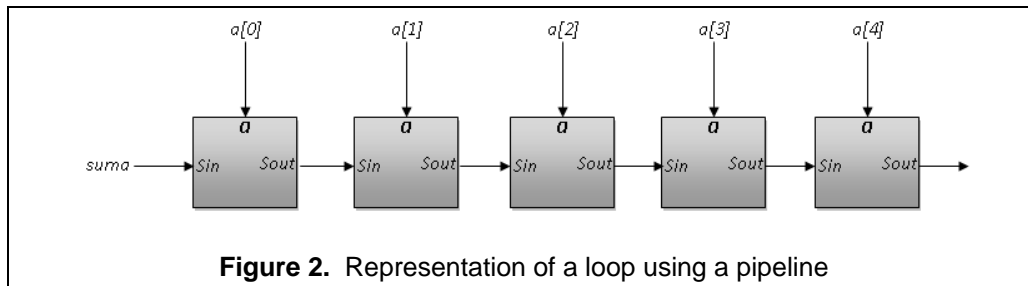 a[0] a[1] a[2] a[3] a[4]
a a a a a
suma Sin Sout Sin Sout Sin Sout Sin Sout Sin Sout
Figure 2. Representation of a loop using a pipeline